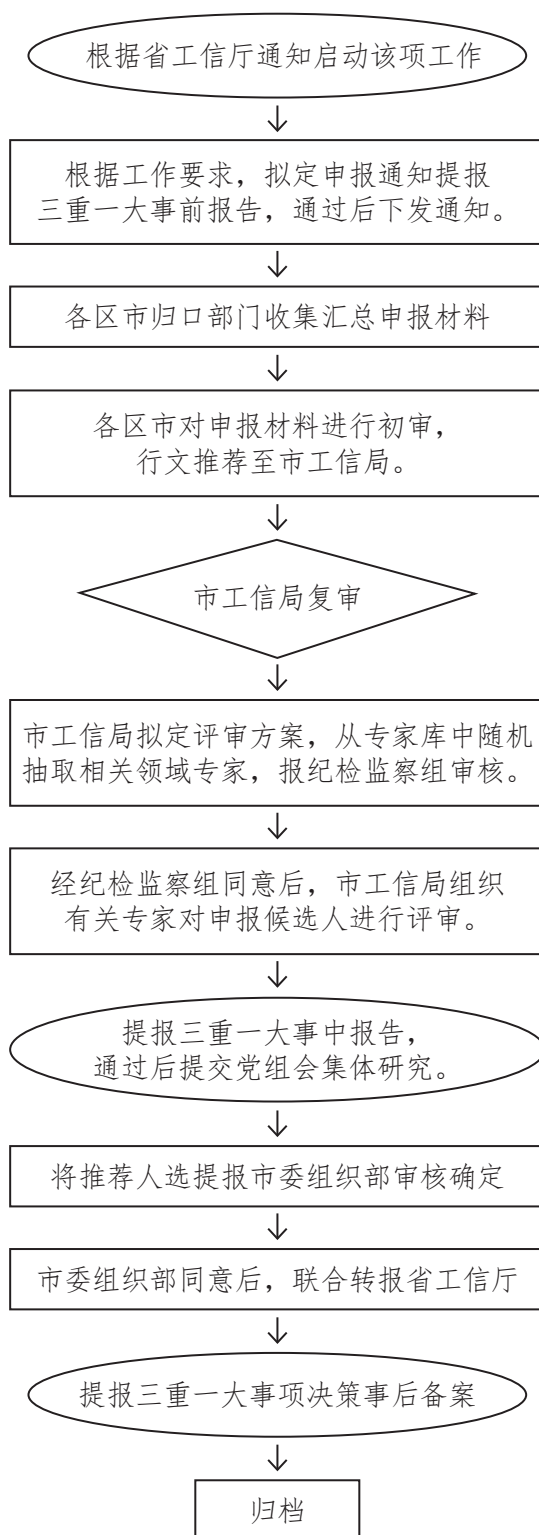 根据省工信厅通知启动该项工作
根据工作要求，拟定申报通知提报
三重一大事前报告，通过后下发通知。
各区市归口部门收集汇总申报材料
各区市对申报材料进行初审，
行文推荐至市工信局。
市工信局复审
市工信局拟定评审方案，从专家库中随机
抽取相关领域专家，报纪检监察组审核。
经纪检监察组同意后，市工信局组织
有关专家对申报候选人进行评审。
提报三重一大事中报告，
通过后提交党组会集体研究。
将推荐人选提报市委组织部审核确定
市委组织部同意后，联合转报省工信厅
提报三重一大事项决策事后备案
归档